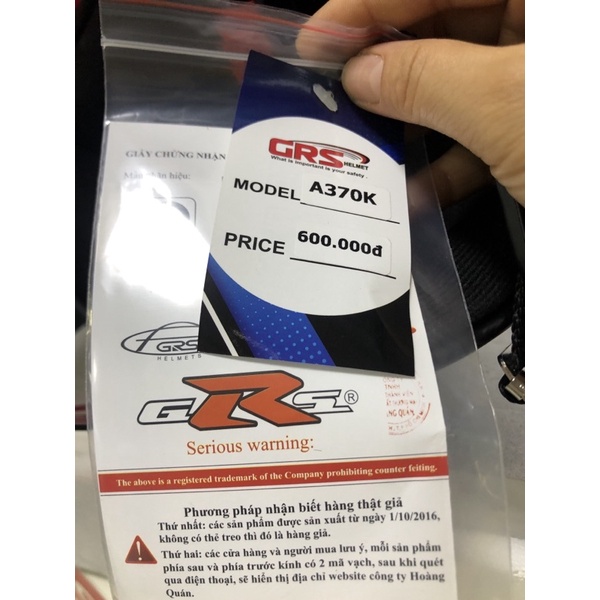 GRS HELMET
What is important is your safety .
MODEL A370K
PRICE 600.000đ
GIẤY CHỨNG NHẬN
GRS
HELMETS
GRS®
Serious warning:
The above is a registered trademark of the Company prohibiting counter feiting.
Phương pháp nhận biết hàng thật giả
Thứ nhất: các sản phẩm được sản xuất từ ngày 1/10/2016,
không có thẻ treo thì đó là hàng giả.
Thứ hai: các cửa hàng và người mua lưu ý, mỗi sản phẩm
phía sau và phía trước kính có 2 mã vạch, sau khi quét
qua điện thoại, sẽ hiển thị địa chỉ website công ty Hoàng
Quán.